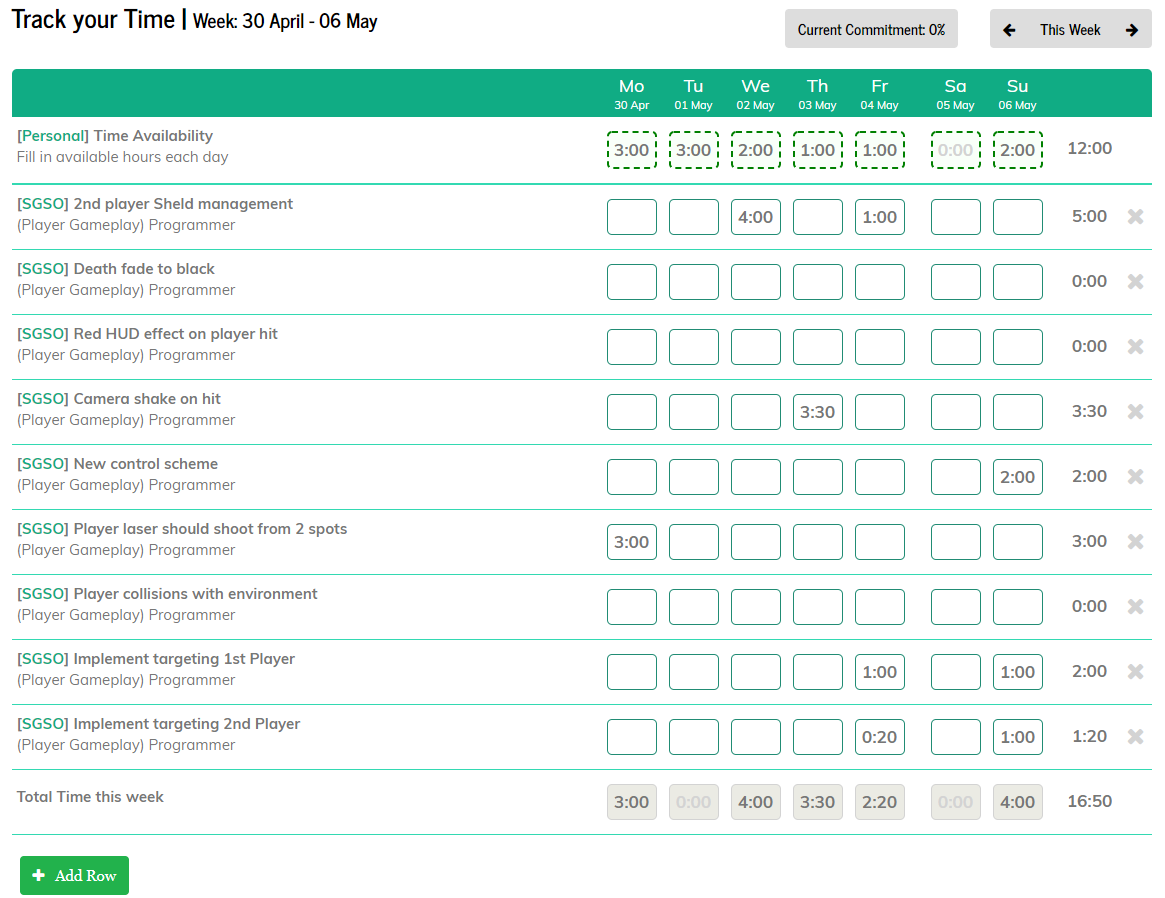 Track your Time | Week: 30 April - 06 May
Current Commitment: 0%
This Week
Mo Tu We Th Fr Sa Su
30 Apr 01 May 02 May 03 May 04 May 05 May 06 May
[Personal] Time Availability
Fill in available hours each day
3:00 3:00 2:00 1:00 1:00 0:00 2:00 12:00
[SGSO] 2nd player Sheld management
(Player Gameplay) Programmer
4:00 1:00 5:00
[SGSO] Death fade to black
(Player Gameplay) Programmer
0:00
[SGSO] Red HUD effect on player hit
(Player Gameplay) Programmer
0:00
[SGSO] Camera shake on hit
(Player Gameplay) Programmer
3:30 3:30
[SGSO] New control scheme
(Player Gameplay) Programmer
2:00 2:00
[SGSO] Player laser should shoot from 2 spots
(Player Gameplay) Programmer
3:00 3:00
[SGSO] Player collisions with environment
(Player Gameplay) Programmer
0:00
[SGSO] Implement targeting 1st Player
(Player Gameplay) Programmer
1:00 1:00 2:00
[SGSO] Implement targeting 2nd Player
(Player Gameplay) Programmer
0:20 1:00 1:20
Total Time this week
3:00 0:00 4:00 3:30 2:20 0:00 4:00 16:50
Add Row